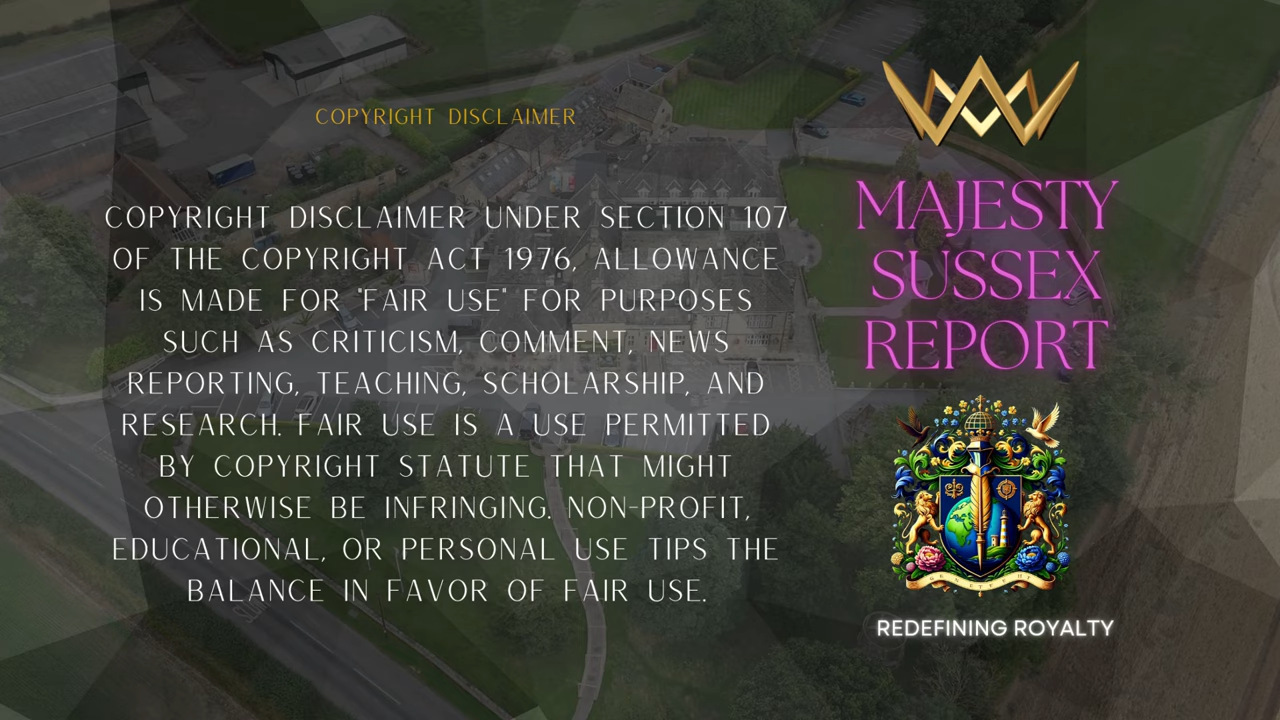 COPYRIGHT DISCLAIMER
COPYRIGHT DISCLAIMER UNDER SECTION 107
OF THE COPYRIGHT ACT 1976, ALLOWANCE
IS MADE FOR "FAIR USE" FOR PURPOSES
SUCH AS CRITICISM, COMMENT, NEWS
REPORTING, TEACHING, SCHOLARSHIP, AND
RESEARCH. FAIR USE IS A USE PERMITTED
BY COPYRIGHT STATUTE THAT MIGHT
OTHERWISE BE INFRINGING. NON-PROFIT,
EDUCATIONAL, OR PERSONAL USE TIPS THE
BALANCE IN FAVOR OF FAIR USE.
MAJESTY
SUSSEX
REPORT
REDEFINING ROYALTY